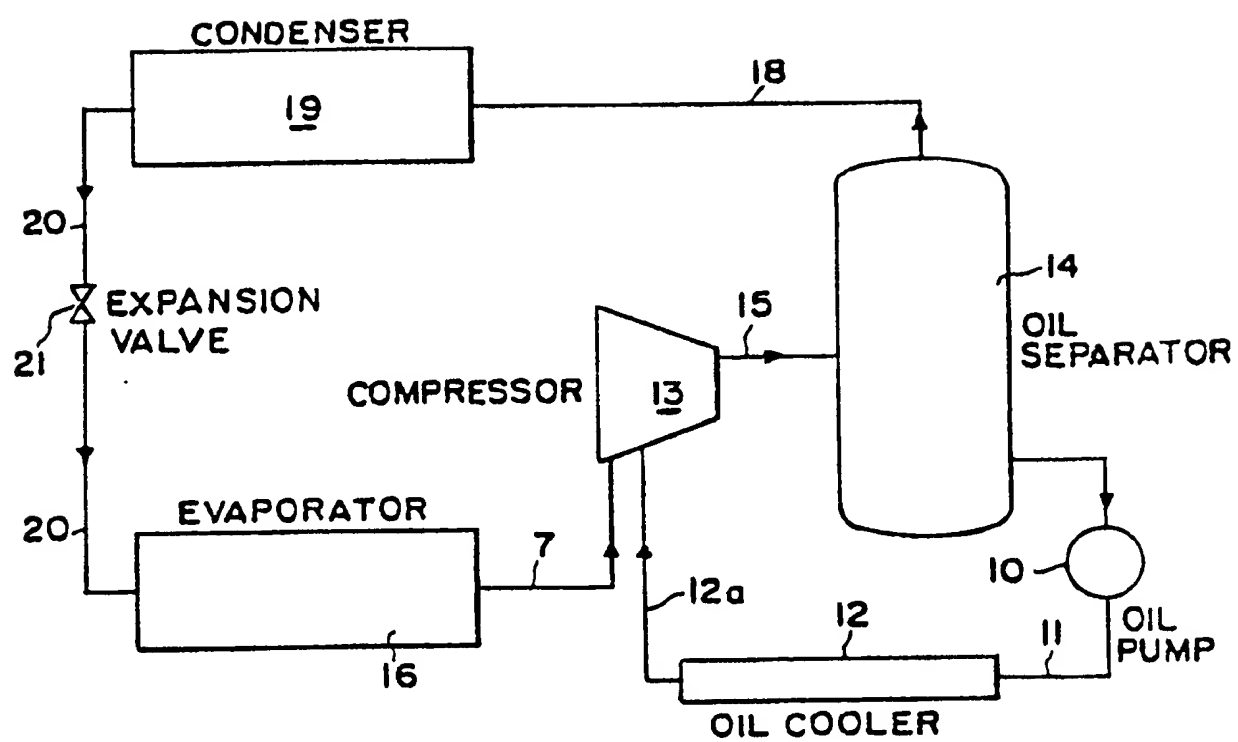 CONDENSER
19
18
20
EXPANSION
VALVE
21
14
OIL
SEPARATOR
15
COMPRESSOR
13
EVAPORATOR
20
7
16
12a
10
OIL
PUMP
11
12
OIL COOLER